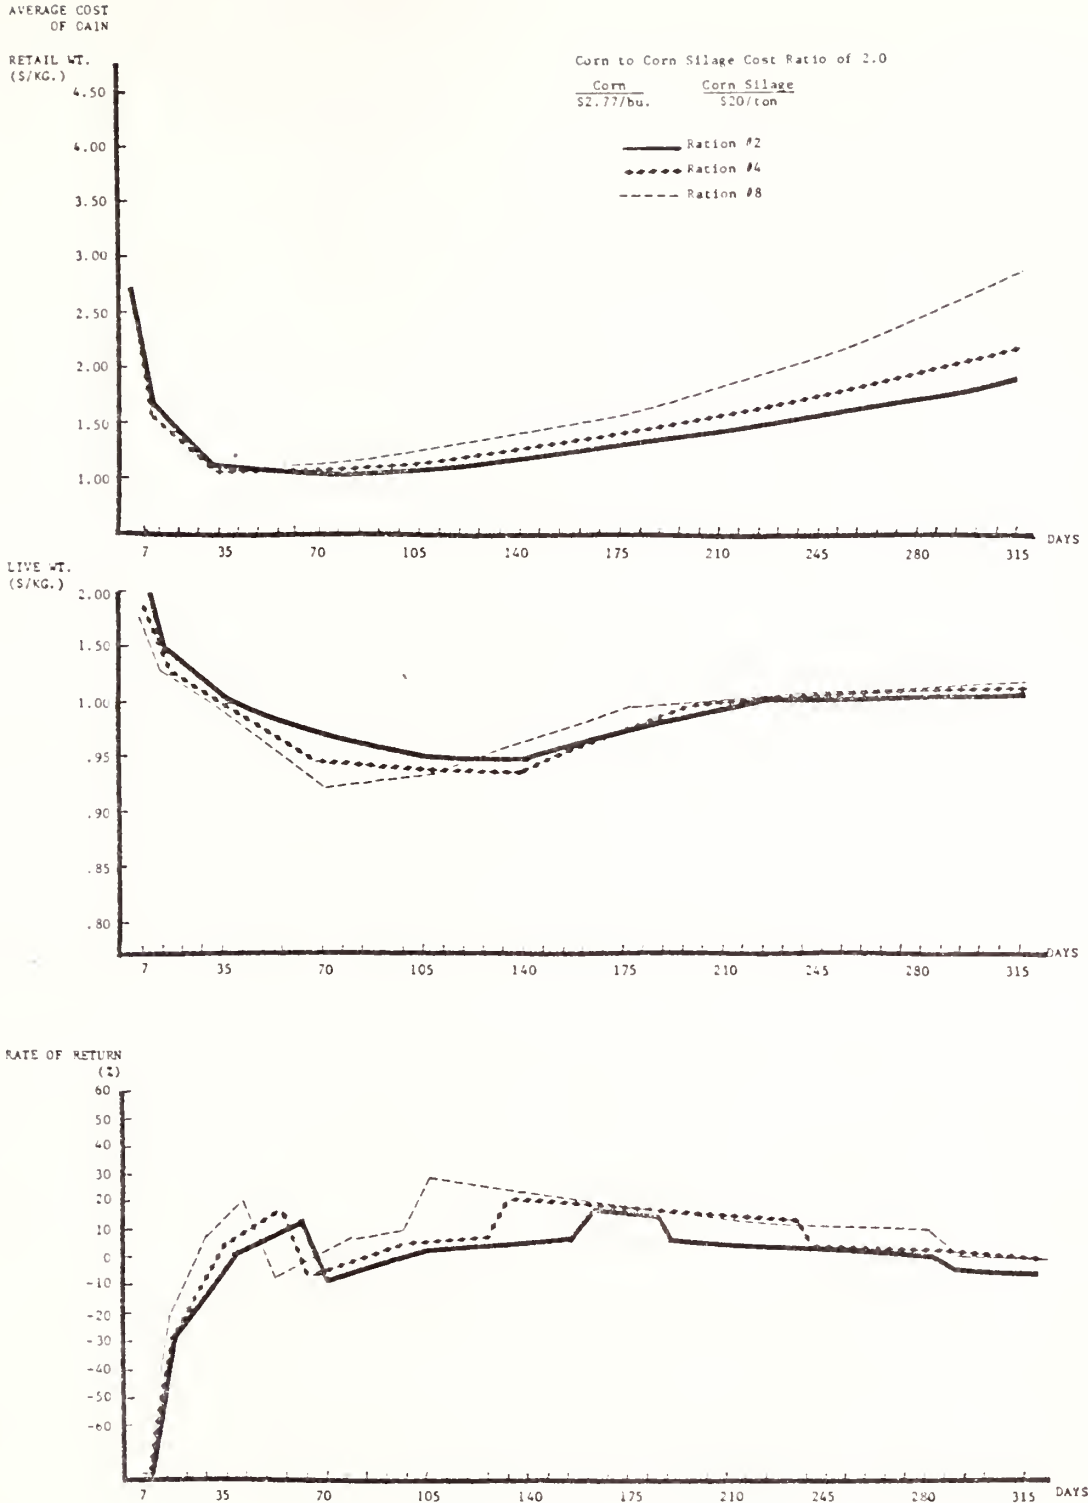 AVERAGE COST
OF GAIN
RETAIL WT.
($/KG.)
Corn to Corn Silage Cost Ratio of 2.0
Corn Corn Silage
$2.77/bu. $20/ton
Ration #2
Ration #4
Ration #8
4.50
4.00
3.50
3.00
2.50
2.00
1.50
1.00
7 35 70 105 140 175 210 245 280 315 DAYS
LIVE WT.
($/KG.)
2.00
1.50
1.00
.95
.90
.85
.80
7 35 70 105 140 175 210 245 280 315 DAYS
RATE OF RETURN
(%)
60
50
40
30
20
10
0
-10
-20
-30
-40
-50
-60
7 35 70 105 140 175 210 245 280 315 DAYS